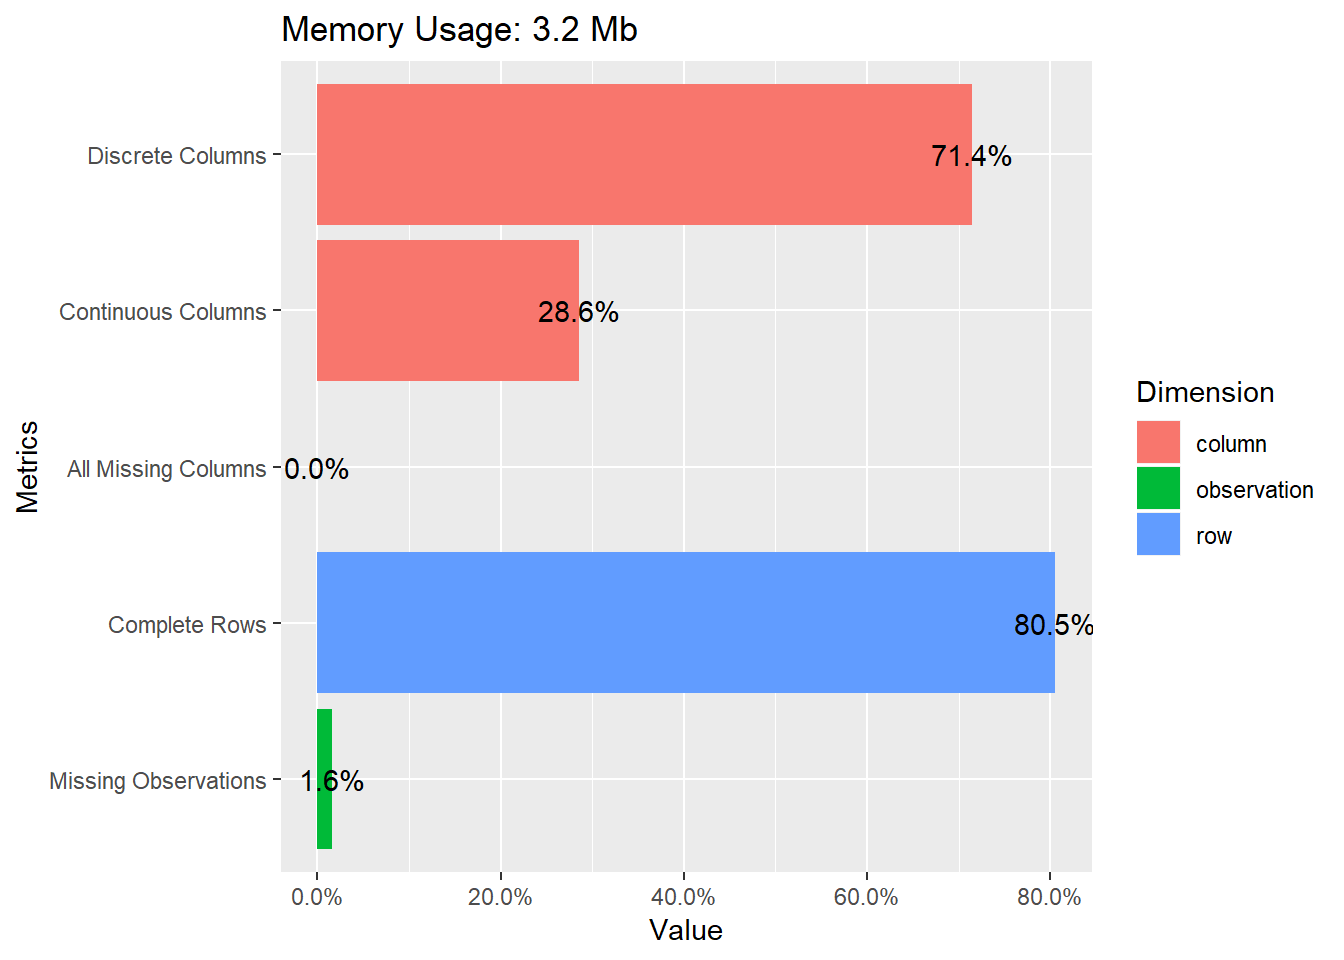 Memory Usage: 3.2 Mb
Metrics
Discrete Columns
71.4%
Continuous Columns
28.6%
All Missing Columns
0.0%
Complete Rows
80.5%
Missing Observations
1.6%
0.0%
20.0%
40.0%
60.0%
80.0%
Value
Dimension
column
observation
row